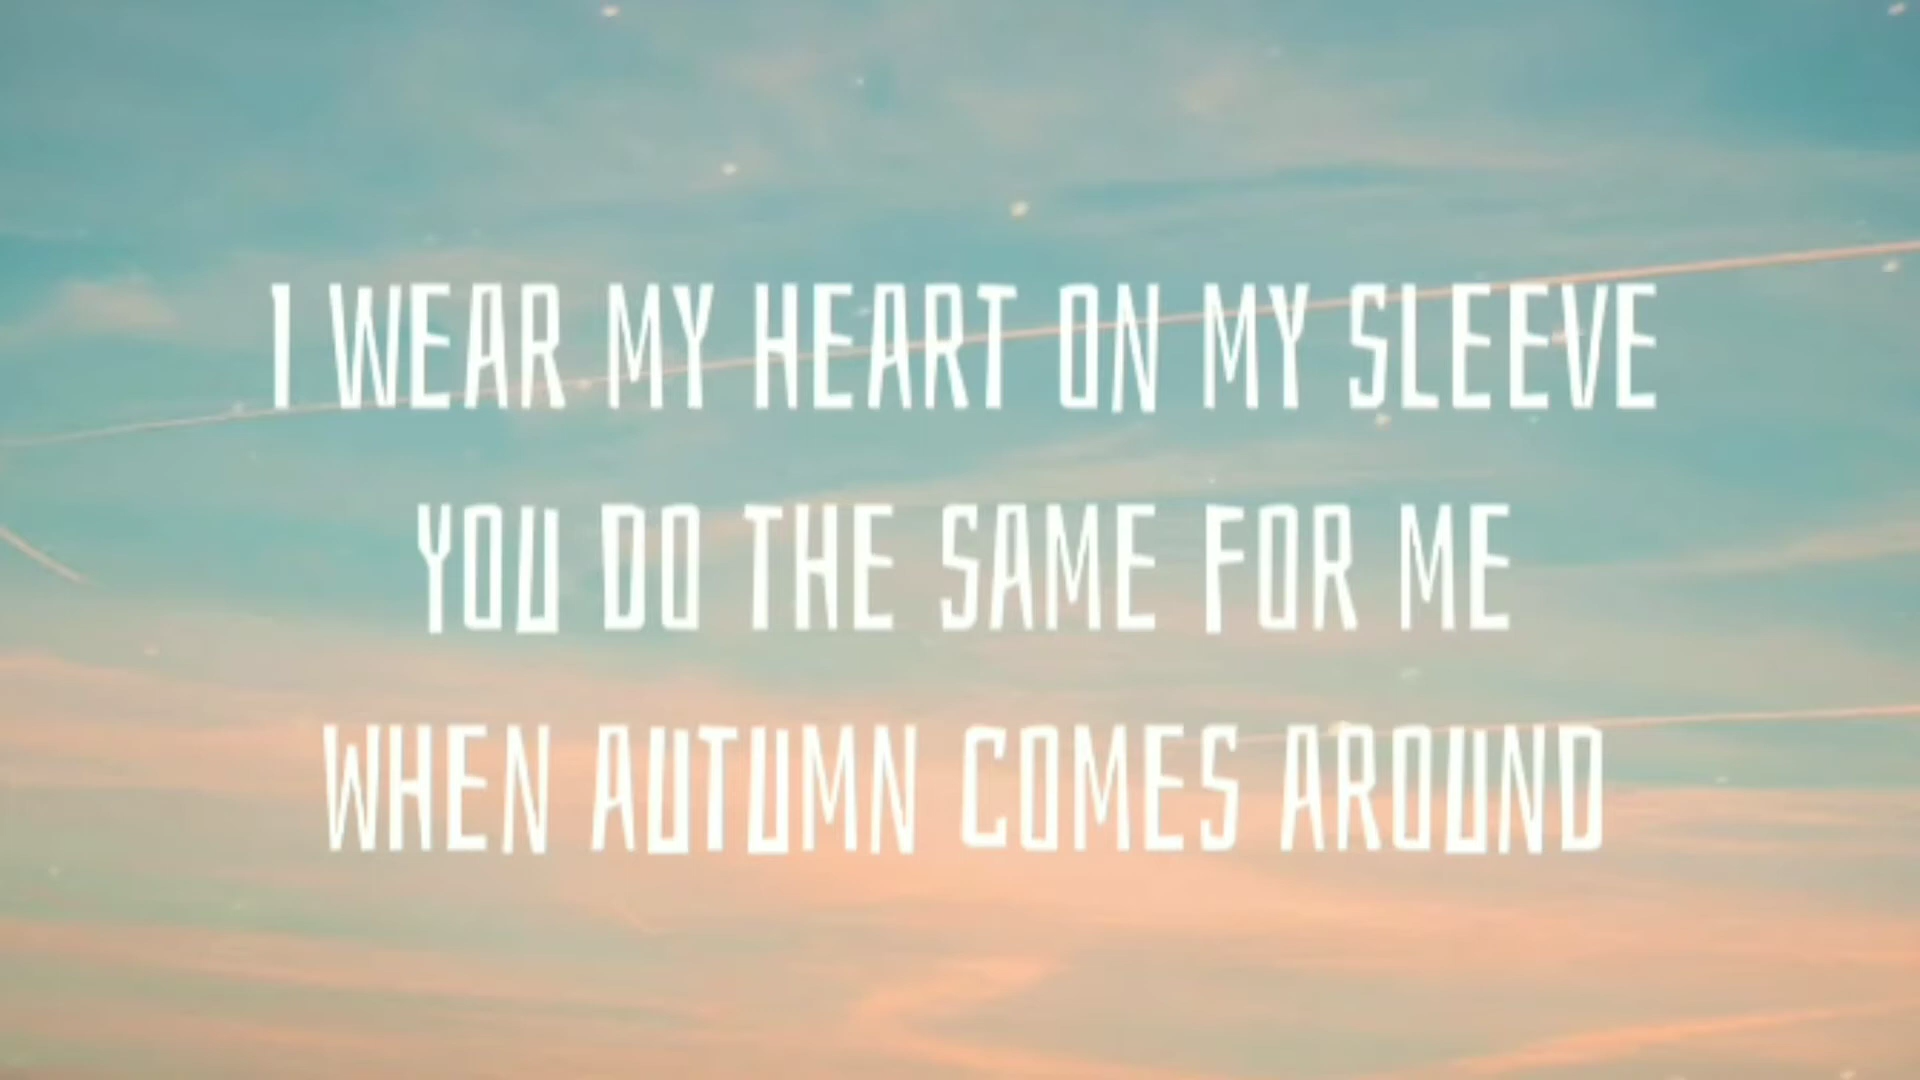 I WEAR MY HEART ON MY SLEEVE
YOU DO THE SAME FOR ME
WHEN AUTUMN COMES AROUND